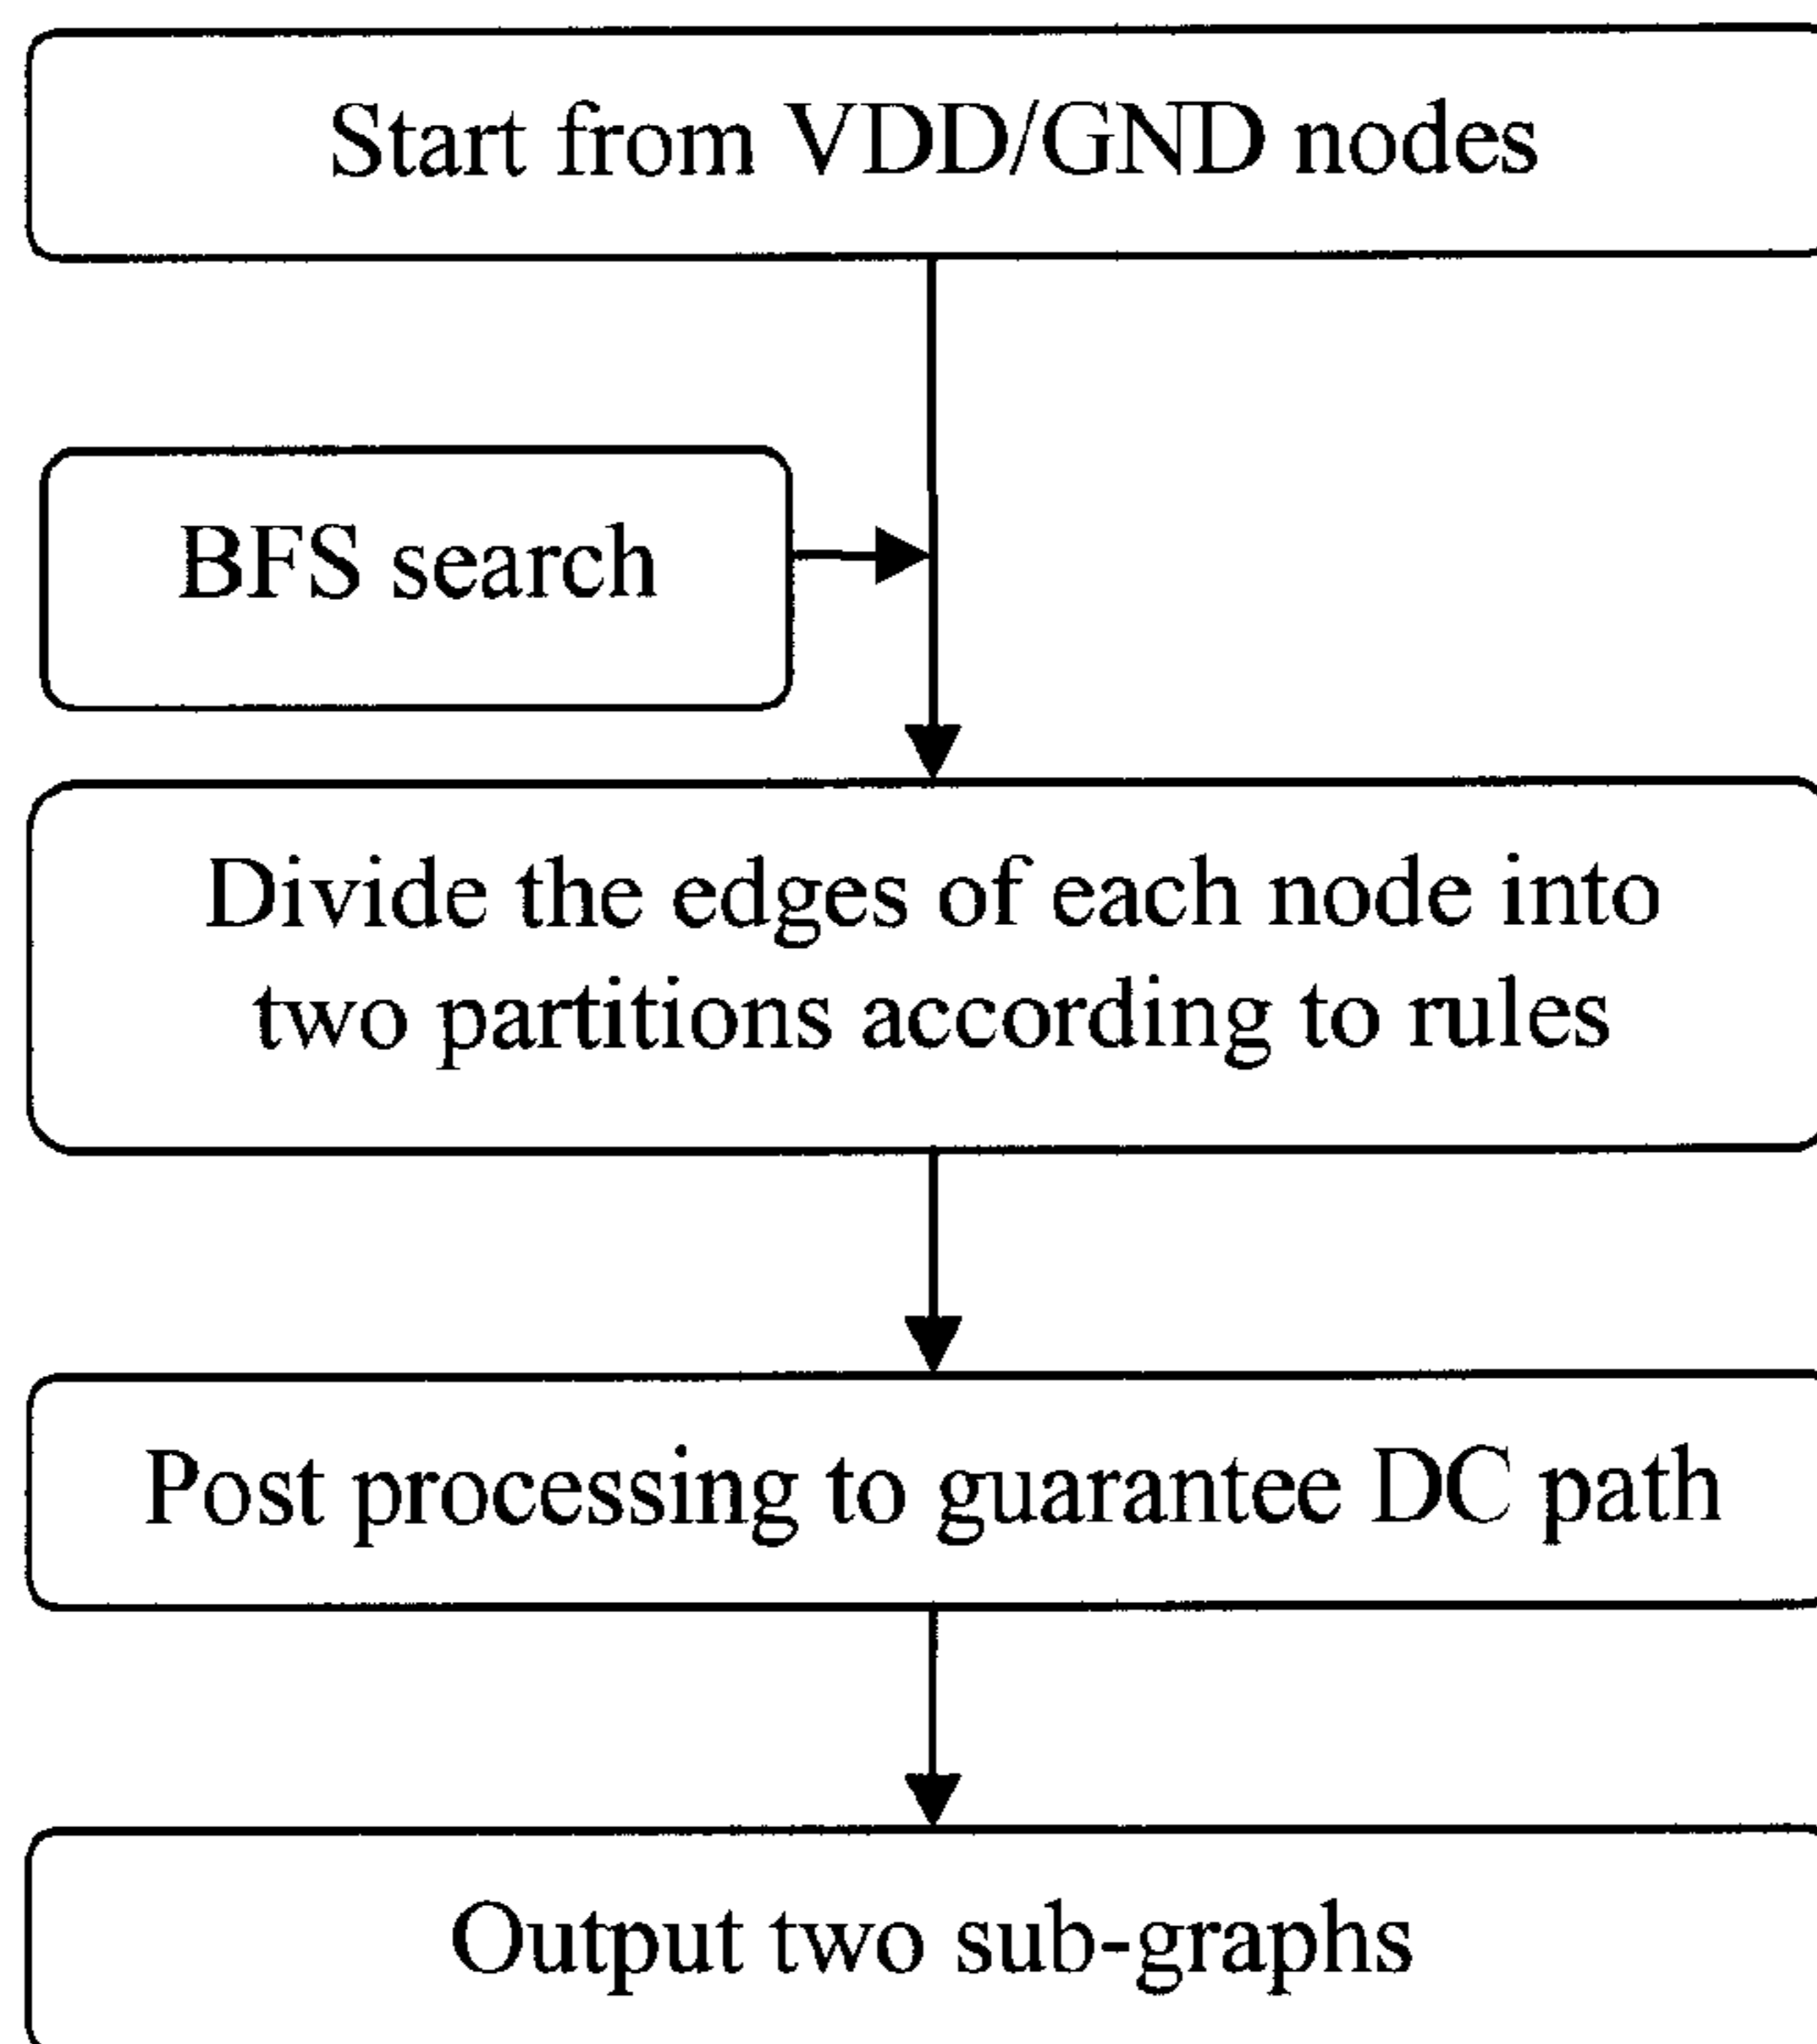 Start from VDD/GND nodes
BFS search
Divide the edges of each node into
two partitions according to rules
Post processing to guarantee DC path
Output two sub-graphs